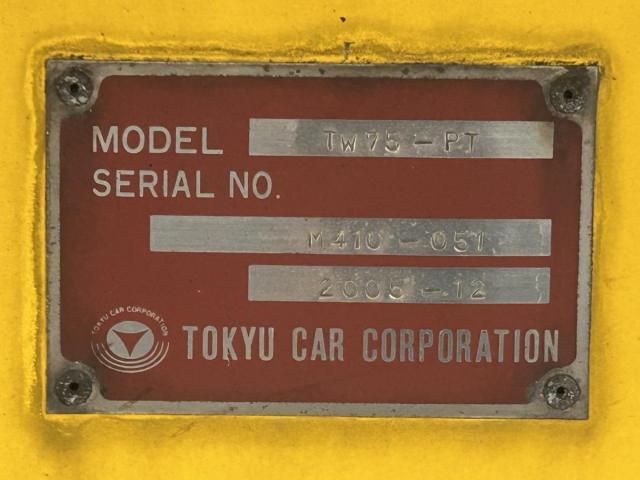 MODEL TW75-PT
SERIAL NO.
M410-051
2005-12
TOKYU CAR CORPORATION
TOKYU CAR CORPORATION